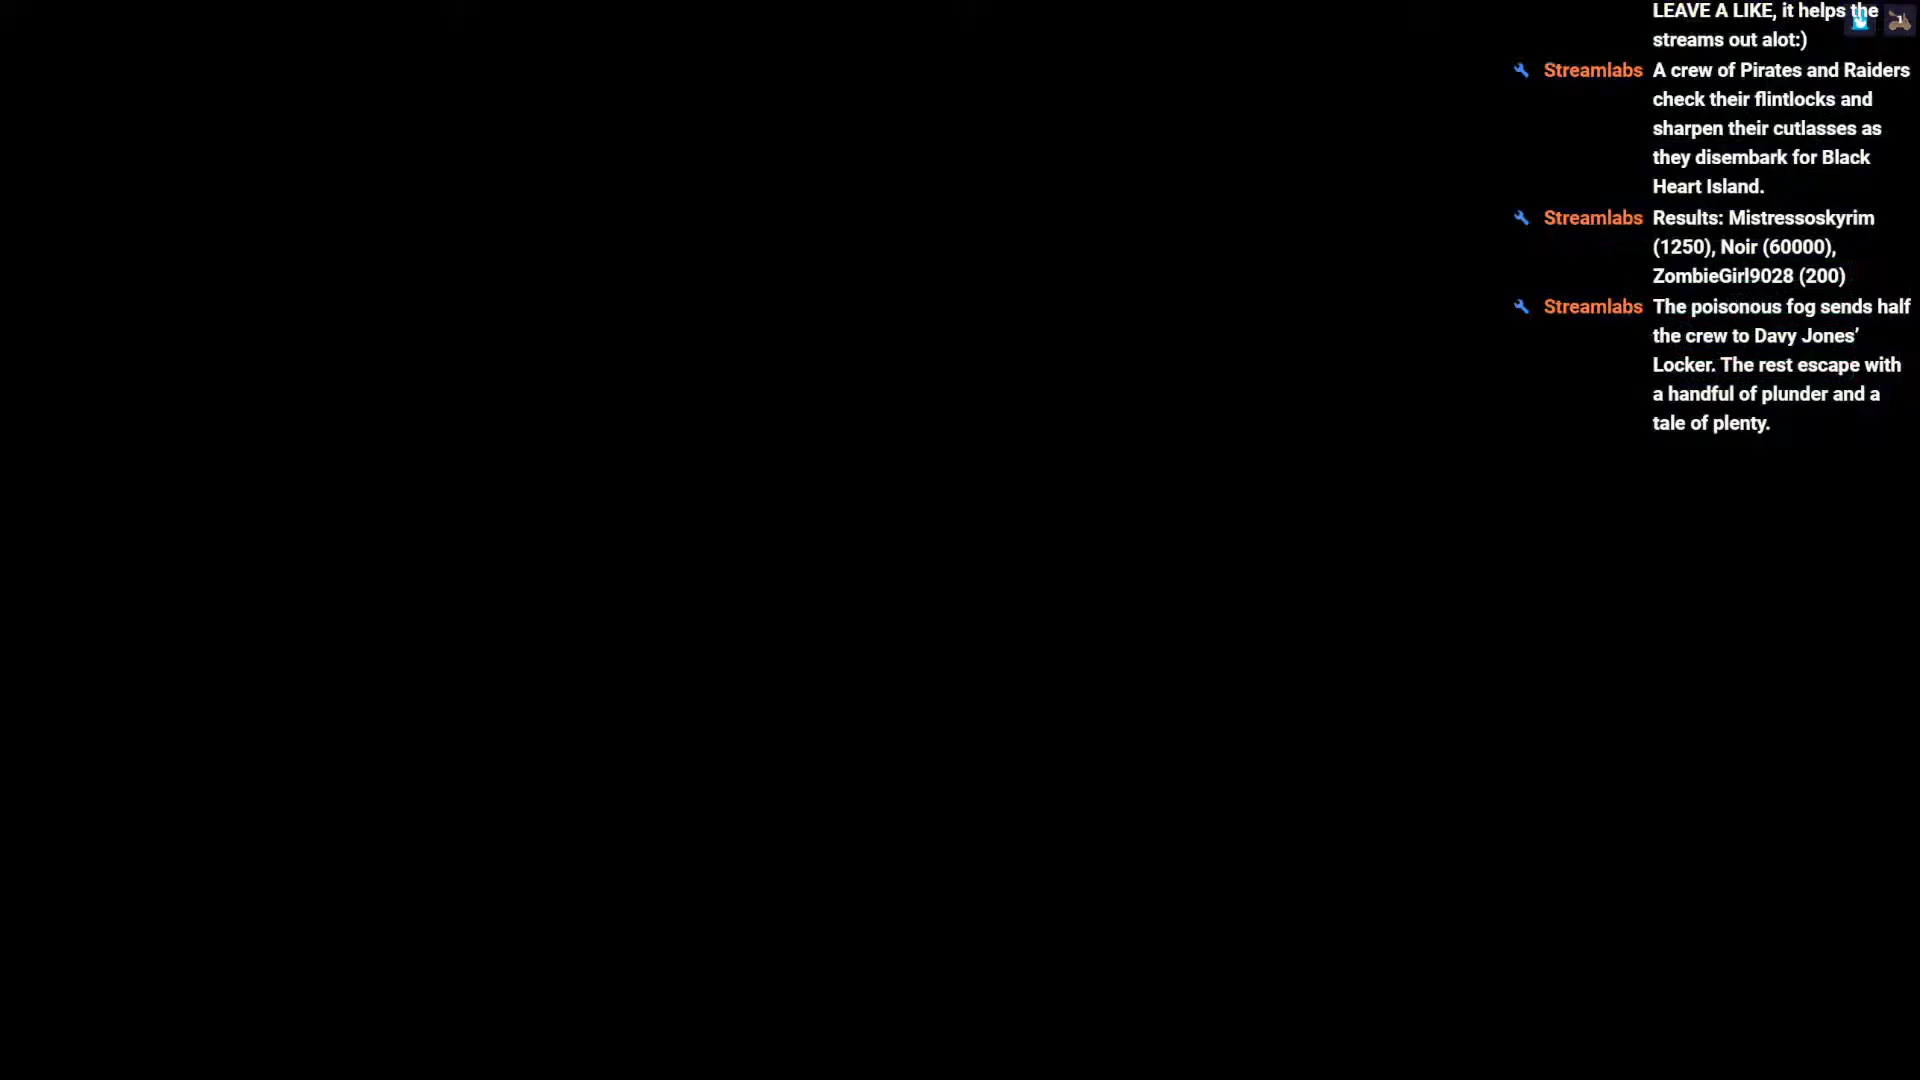 LEAVE A LIKE, it helps the
streams out alot:)
Streamlabs A crew of Pirates and Raiders
check their flintlocks and
sharpen their cutlasses as
they disembark for Black
Heart Island.
Streamlabs Results: Mistressoskyrim
(1250), Noir (60000),
ZombieGirl9028 (200)
Streamlabs The poisonous fog sends half
the crew to Davy Jones’
Locker. The rest escape with
a handful of plunder and a
tale of plenty.